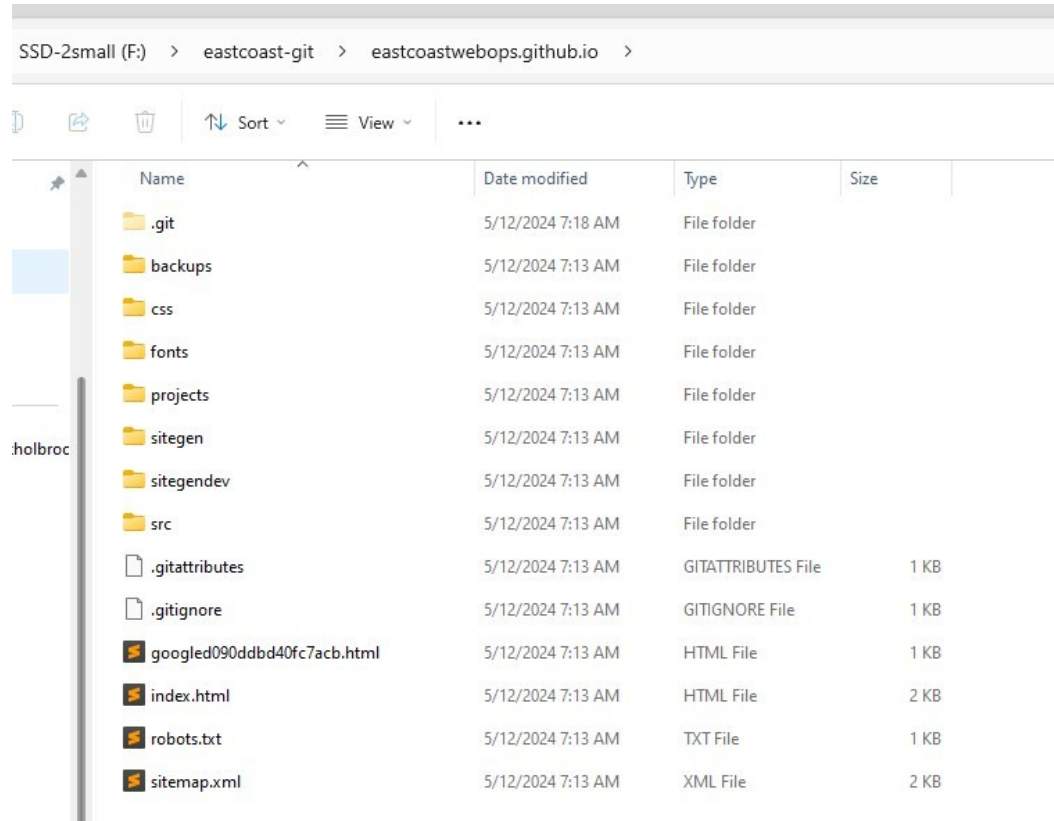 SSD-2small (F:) > eastcoast-git > eastcoastwebops.github.io >
Sort View ...
Name Date modified Type Size
.git 5/12/2024 7:18 AM File folder
backups 5/12/2024 7:13 AM File folder
css 5/12/2024 7:13 AM File folder
fonts 5/12/2024 7:13 AM File folder
projects 5/12/2024 7:13 AM File folder
sitegen 5/12/2024 7:13 AM File folder
:holbroc
sitegendev 5/12/2024 7:13 AM File folder
src 5/12/2024 7:13 AM File folder
.gitattributes 5/12/2024 7:13 AM GITATTRIBUTES File 1 KB
.gitignore 5/12/2024 7:13 AM GITIGNORE File 1 KB
googled090ddbd40fc7acb.html 5/12/2024 7:13 AM HTML File 1 KB
index.html 5/12/2024 7:13 AM HTML File 2 KB
robots.txt 5/12/2024 7:13 AM TXT File 1 KB
sitemap.xml 5/12/2024 7:13 AM XML File 2 KB